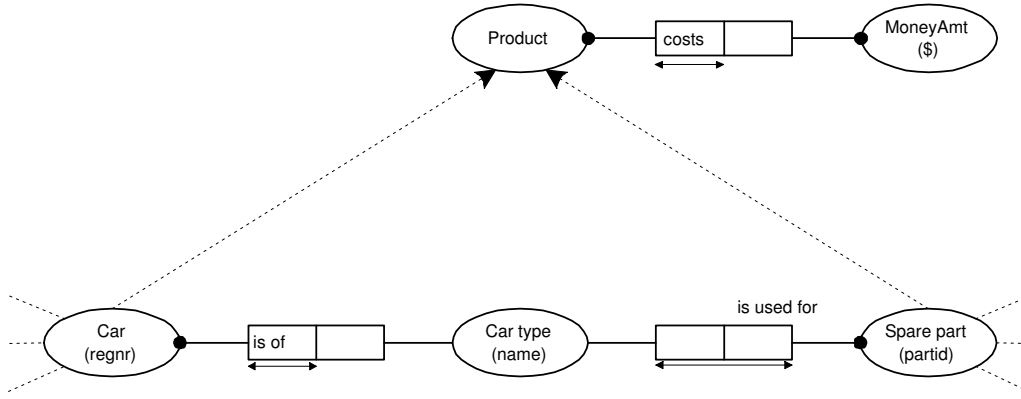 Product
costs
MoneyAmt
($)
is used for
Car
(regnr)
is of
Car type
(name)
Spare part
(partid)